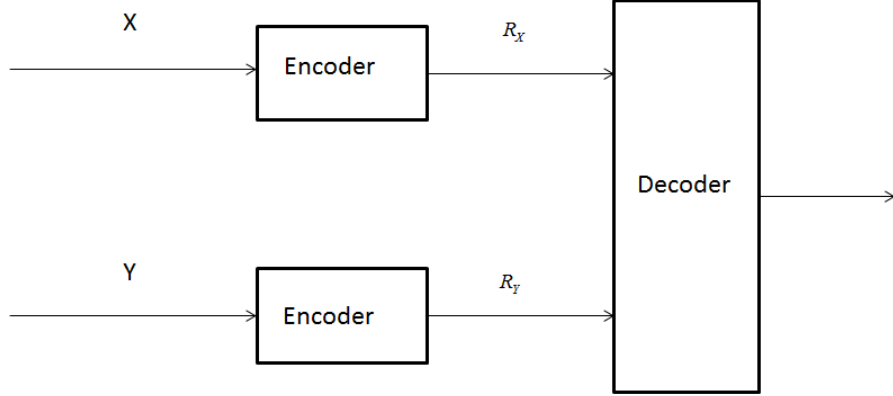 X
Encoder
R_X
Decoder
Y
Encoder
R_Y